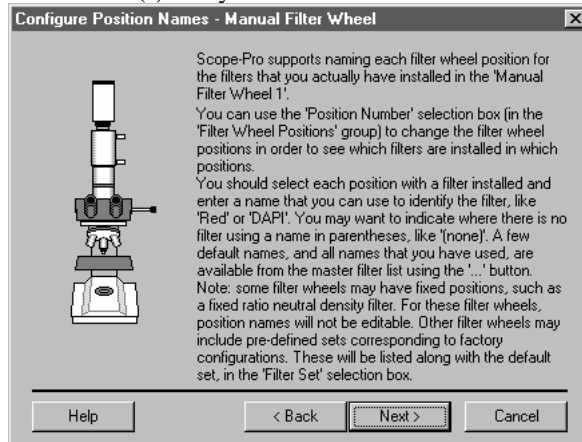 Configure Position Names - Manual Filter Wheel
Scope-Pro supports naming each filter wheel position for
the filters that you actually have installed in the 'Manual
Filter Wheel 1'.
You can use the 'Position Number' selection box (in the
'Filter Wheel Positions' group) to change the filter wheel
positions in order to see which filters are installed in which
positions.
You should select each position with a filter installed and
enter a name that you can use to identify the filter, like
'Red' or 'DAPI'. You may want to indicate where there is no
filter using a name in parentheses, like '(none)'. A few
default names, and all names that you have used, are
available from the master filter list using the '...' button.
Note: some filter wheels may have fixed positions, such as
a fixed ratio neutral density filter. For these filter wheels,
position names will not be editable. Other filter wheels may
include pre-defined sets corresponding to factory
configurations. These will be listed along with the default
set, in the 'Filter Set' selection box.
Help
< Back
Next >
Cancel